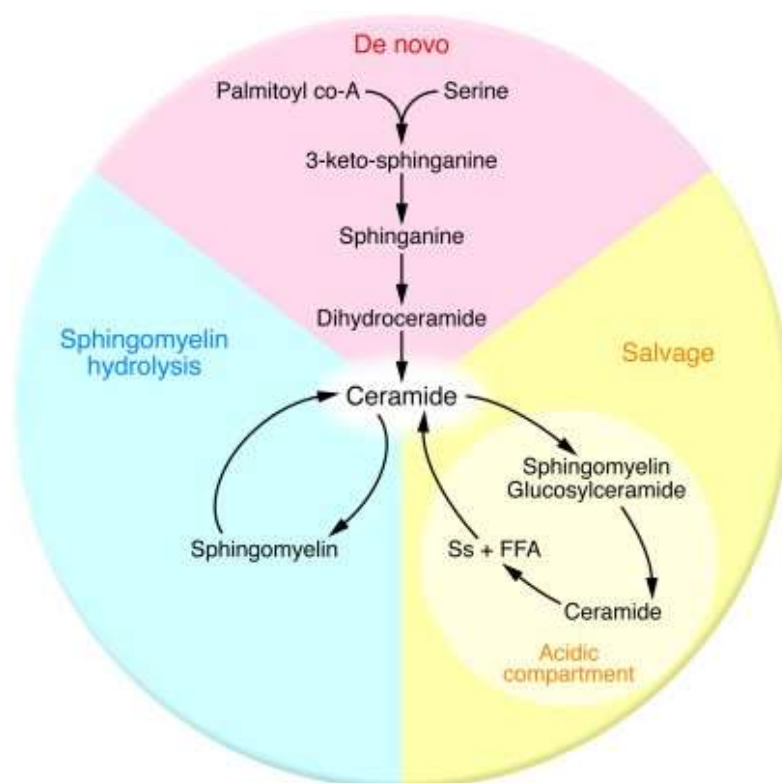 De novo
Palmitoyl co-A
Serine
3-keto-sphinganine
Sphinganine
Dihydroceramide
Sphingomyelin
hydrolysis
Salvage
Ceramide
Sphingomyelin
Glucosylceramide
Sphingomyelin
Ss + FFA
Ceramide
Acidic
compartment